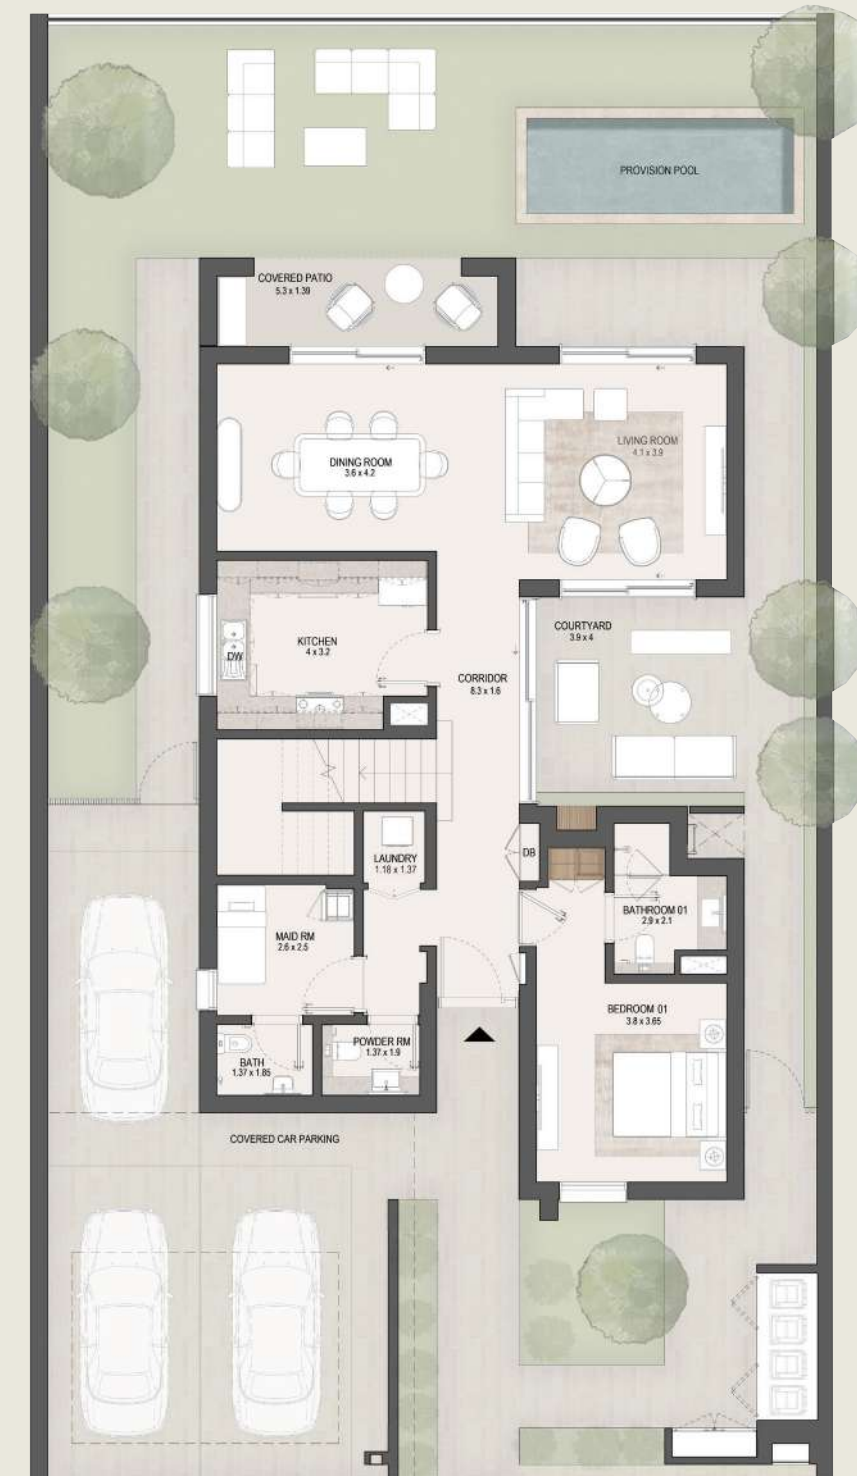 PROVISION POOL
COVERED PATIO
5.3 x 1.39
LIVING ROOM
4.1 x 3.9
DINING ROOM
3.6 x 4.2
COURTYARD
3.9 x 4
KITCHEN
4 x 3.2
DW
CORRIDOR
8.3 x 1.6
LAUNDRY
1.18 x 1.37
DB
BATHROOM 01
2.9 x 2.1
MAID RM
2.6 x 2.5
BEDROOM 01
3.8 x 3.65
POWDER RM
1.37 x 1.9
BATH
1.37 x 1.85
COVERED CAR PARKING